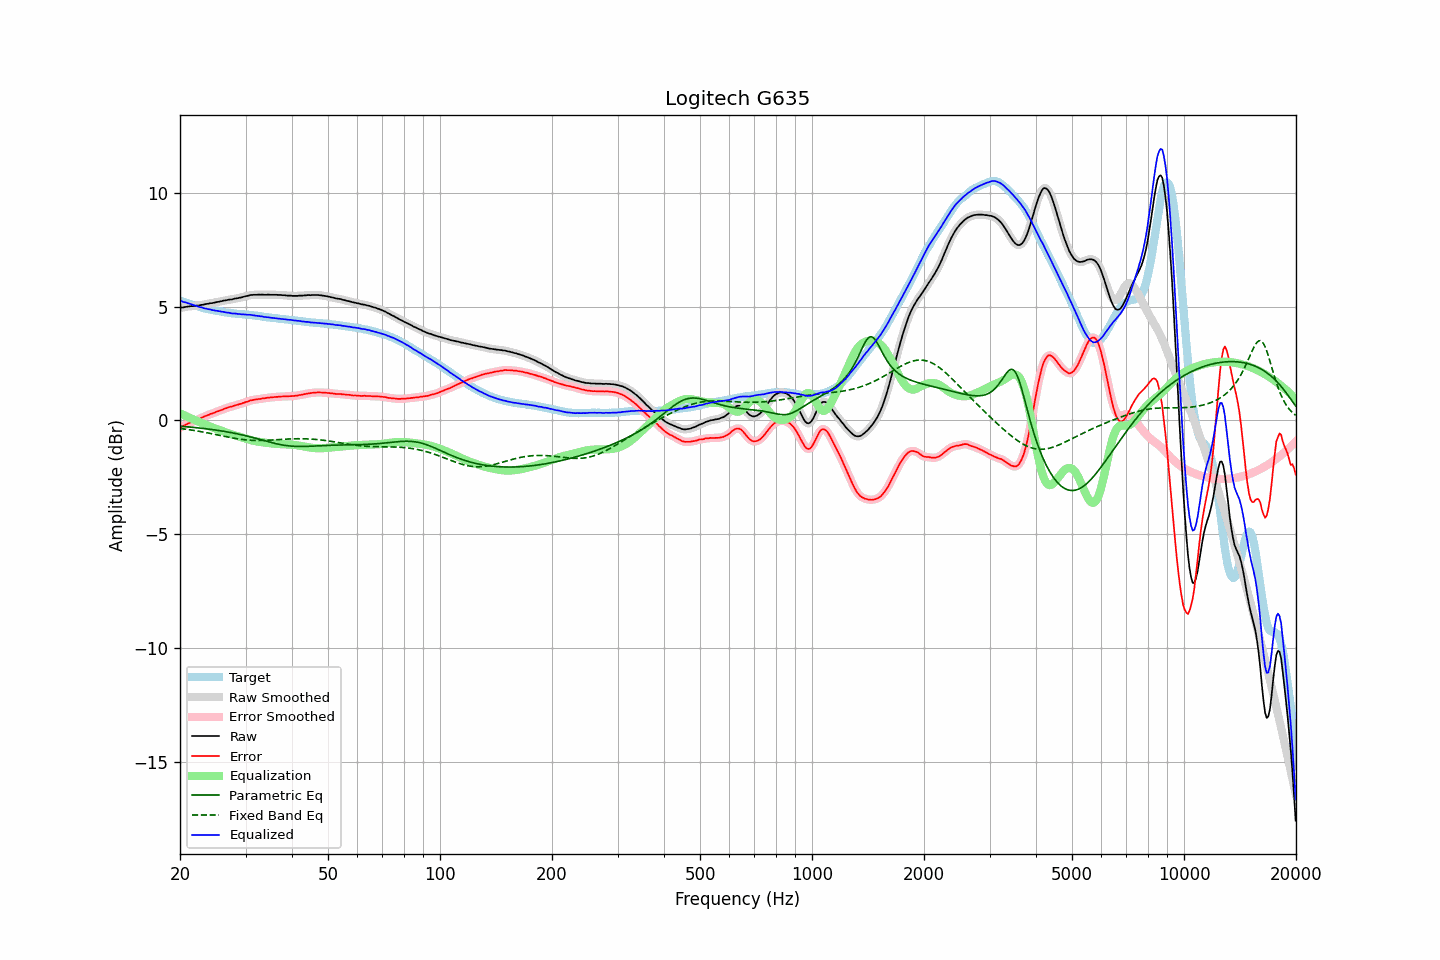 Logitech G635
Amplitude (dBr)
10
5
0
−5
−10
−15
Target
Raw Smoothed
Error Smoothed
Raw
Error
Equalization
Parametric Eq
Fixed Band Eq
Equalized
20 50 100 200 500 1000 2000 5000 10000 20000
Frequency (Hz)